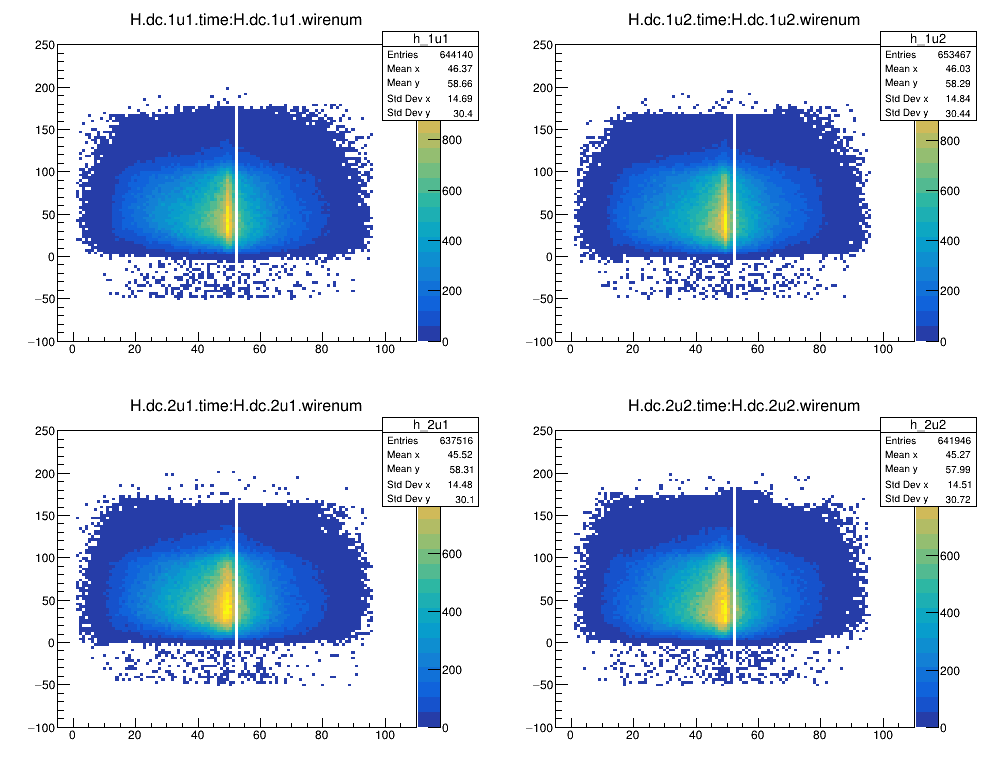 H.dc.1u1.time:H.dc.1u1.wirenum
h_1u1
Entries 644140
Mean x 46.37
Mean y 58.66
Std Dev x 14.69
Std Dev y 30.4
250
200
150
100
50
0
−50
−100
0 20 40 60 80 100
800
600
400
200
0
H.dc.1u2.time:H.dc.1u2.wirenum
h_1u2
Entries 653467
Mean x 46.03
Mean y 58.29
Std Dev x 14.84
Std Dev y 30.44
250
200
150
100
50
0
−50
−100
0 20 40 60 80 100
800
600
400
200
0
H.dc.2u1.time:H.dc.2u1.wirenum
h_2u1
Entries 637516
Mean x 45.52
Mean y 58.31
Std Dev x 14.48
Std Dev y 30.1
250
200
150
100
50
0
−50
−100
0 20 40 60 80 100
600
400
200
0
H.dc.2u2.time:H.dc.2u2.wirenum
h_2u2
Entries 641946
Mean x 45.27
Mean y 57.99
Std Dev x 14.51
Std Dev y 30.72
250
200
150
100
50
0
−50
−100
0 20 40 60 80 100
600
400
200
0